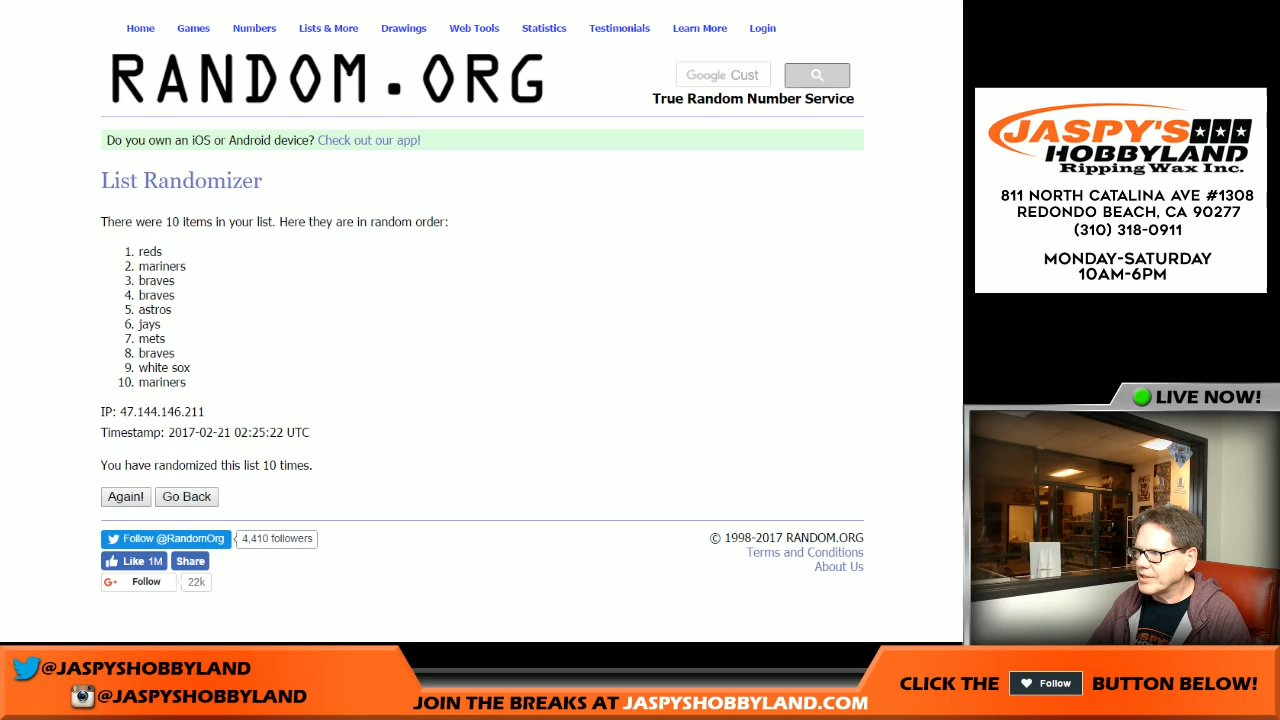 Home Games Numbers Lists & More Drawings Web Tools Statistics Testimonials Learn More Login
RANDOM.ORG
Google Cust
True Random Number Service
Do you own an iOS or Android device? Check out our app!
List Randomizer
There were 10 items in your list. Here they are in random order:
1. reds
2. mariners
3. braves
4. braves
5. astros
6. jays
7. mets
8. braves
9. white sox
10. mariners
IP: 47.144.146.211
Timestamp: 2017-02-21 02:25:22 UTC
You have randomized this list 10 times.
Again! Go Back
Follow @RandomOrg 4,410 followers
Like 1M Share
G+ Follow 22k
© 1998-2017 RANDOM.ORG
Terms and Conditions
About Us
JASPY'S
HOBBYLAND
Ripping Wax Inc.
811 NORTH CATALINA AVE #1308
REDONDO BEACH, CA 90277
(310) 318-0911
MONDAY-SATURDAY
10AM-6PM
LIVE NOW!
@JASPYSHOBBYLAND
@JASPYSHOBBYLAND
JOIN THE BREAKS AT JASPYSHOBBYLAND.COM
CLICK THE Follow BUTTON BELOW!